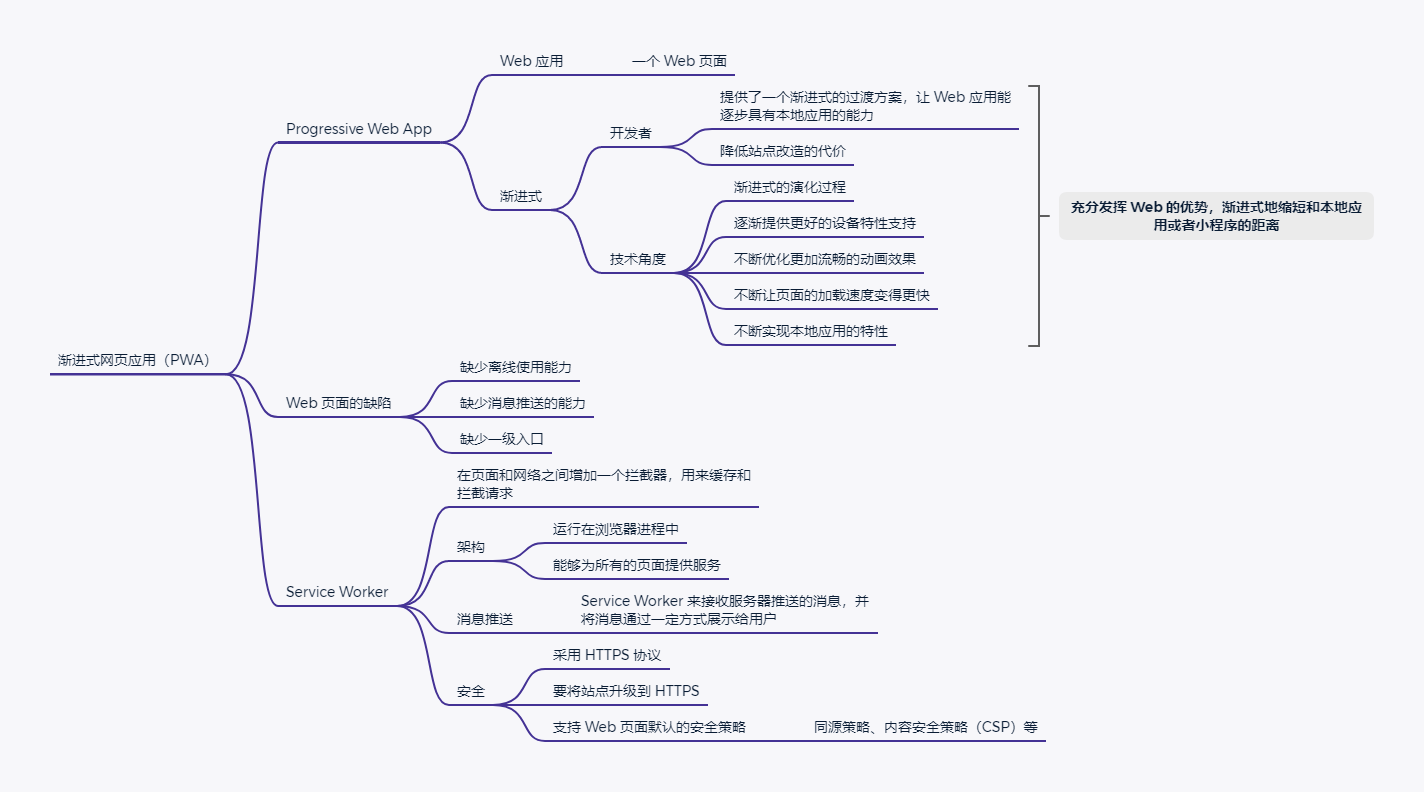 渐进式网页应用（PWA）
Progressive Web App
Web 应用
一个 Web 页面
渐进式
开发者
提供了一个渐进式的过渡方案，让 Web 应用能
逐步具有本地应用的能力
降低站点改造的代价
技术角度
渐进式的演化过程
逐渐提供更好的设备特性支持
不断优化更加流畅的动画效果
不断让页面的加载速度变得更快
不断实现本地应用的特性
充分发挥 Web 的优势，渐进式地缩短和本地应
用或者小程序的距离
Web 页面的缺陷
缺少离线使用能力
缺少消息推送的能力
缺少一级入口
Service Worker
在页面和网络之间增加一个拦截器，用来缓存和
拦截请求
架构
运行在浏览器进程中
能够为所有的页面提供服务
消息推送
Service Worker 来接收服务器推送的消息，并
将消息通过一定方式展示给用户
安全
采用 HTTPS 协议
要将站点升级到 HTTPS
支持 Web 页面默认的安全策略
同源策略、内容安全策略（CSP）等